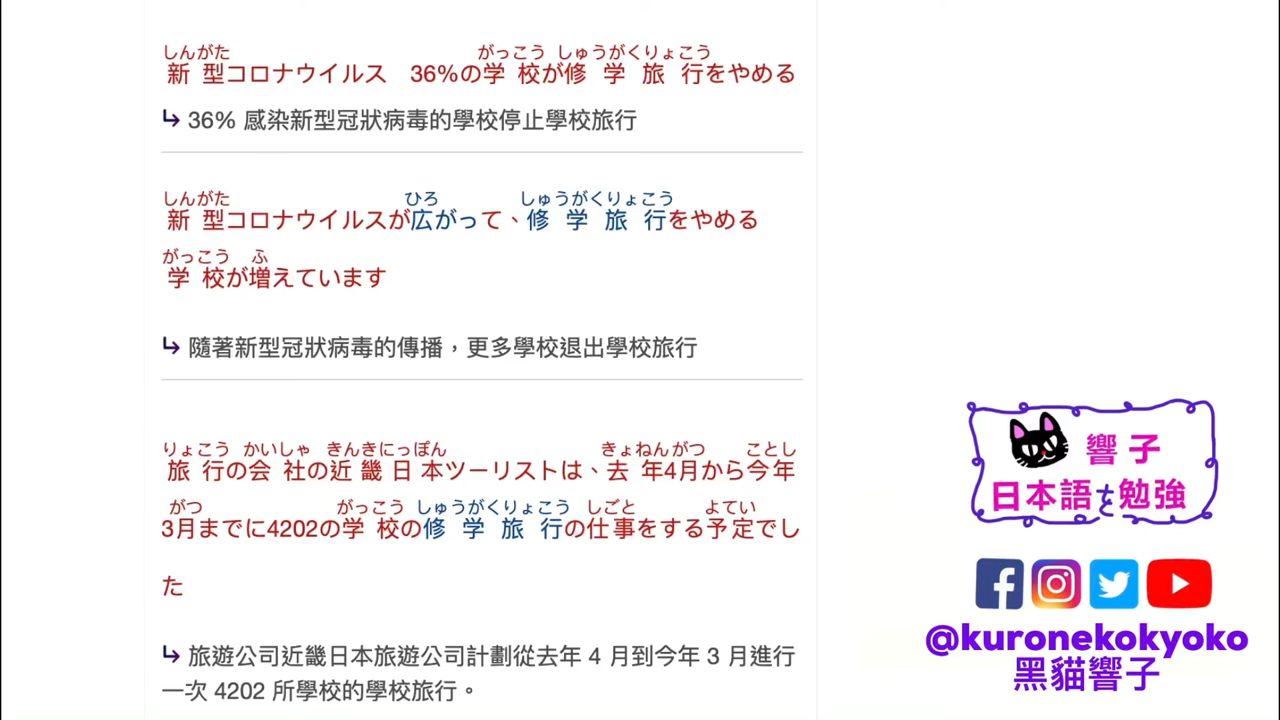 しんがた がっこう しゅうがくりょこう
新型コロナウイルス　36%の学校が修学旅行をやめる
↳ 36% 感染新型冠狀病毒的學校停止學校旅行
しんがた ひろ しゅうがくりょこう
新型コロナウイルスが広がって、修学旅行をやめる
がっこう ふ
学校が増えています
↳ 隨著新型冠狀病毒的傳播，更多學校退出學校旅行
りょこう かいしゃ きんきにっぽん きょねんがつ ことし
旅行の会社の近畿日本ツーリストは、去年4月から今年
がつ がっこう しゅうがくりょこう しごと よてい
3月までに4202の学校の修学旅行の仕事をする予定でし
た
↳ 旅遊公司近畿日本旅遊公司計劃從去年 4 月到今年 3 月進行
一次 4202 所學校的學校旅行。
響子
日本語を勉強
@kuronekokyoko
黑貓響子